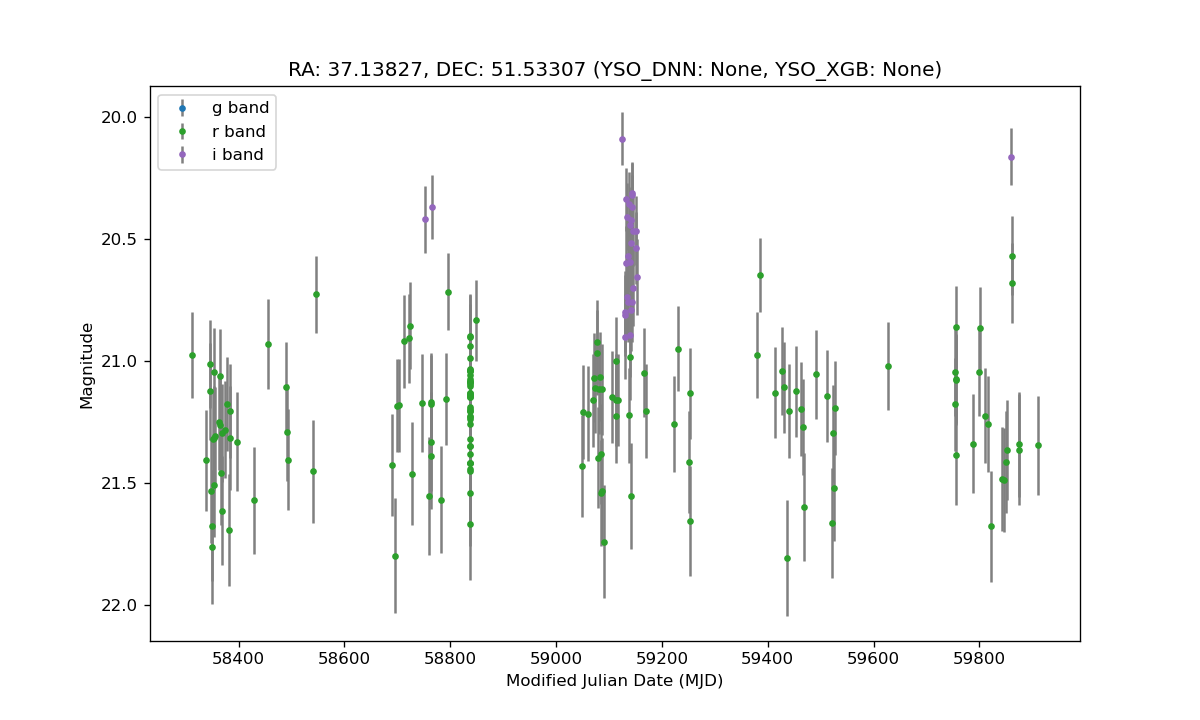 RA: 37.13827, DEC: 51.53307 (YSO_DNN: None, YSO_XGB: None)
g band
r band
i band
20.0
20.5
21.0
21.5
22.0
Magnitude
58400 58600 58800 59000 59200 59400 59600 59800
Modified Julian Date (MJD)